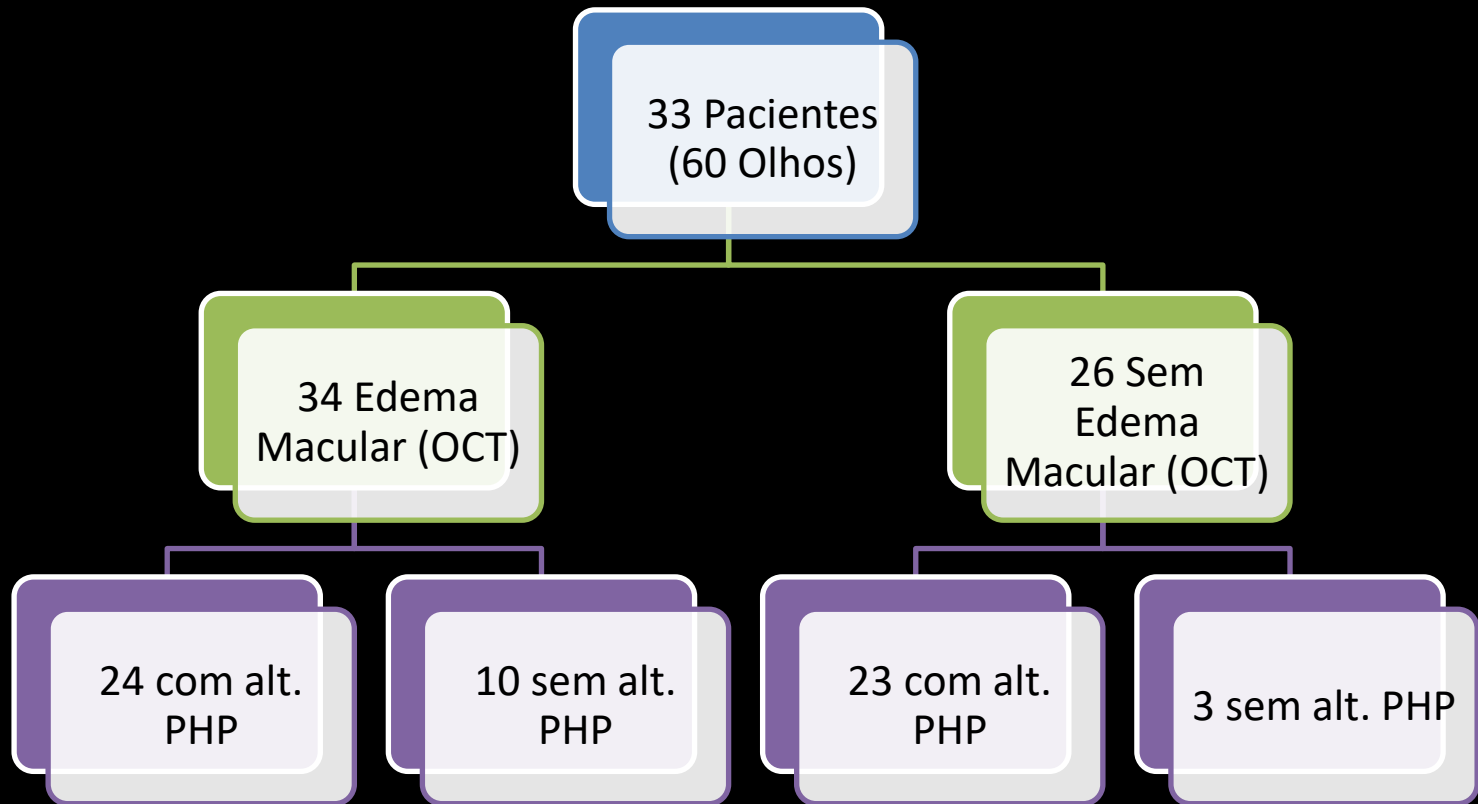 33 Pacientes
(60 Olhos)
34 Edema
Macular (OCT)
26 Sem
Edema
Macular (OCT)
24 com alt.
PHP
10 sem alt.
PHP
23 com alt.
PHP
3 sem alt. PHP